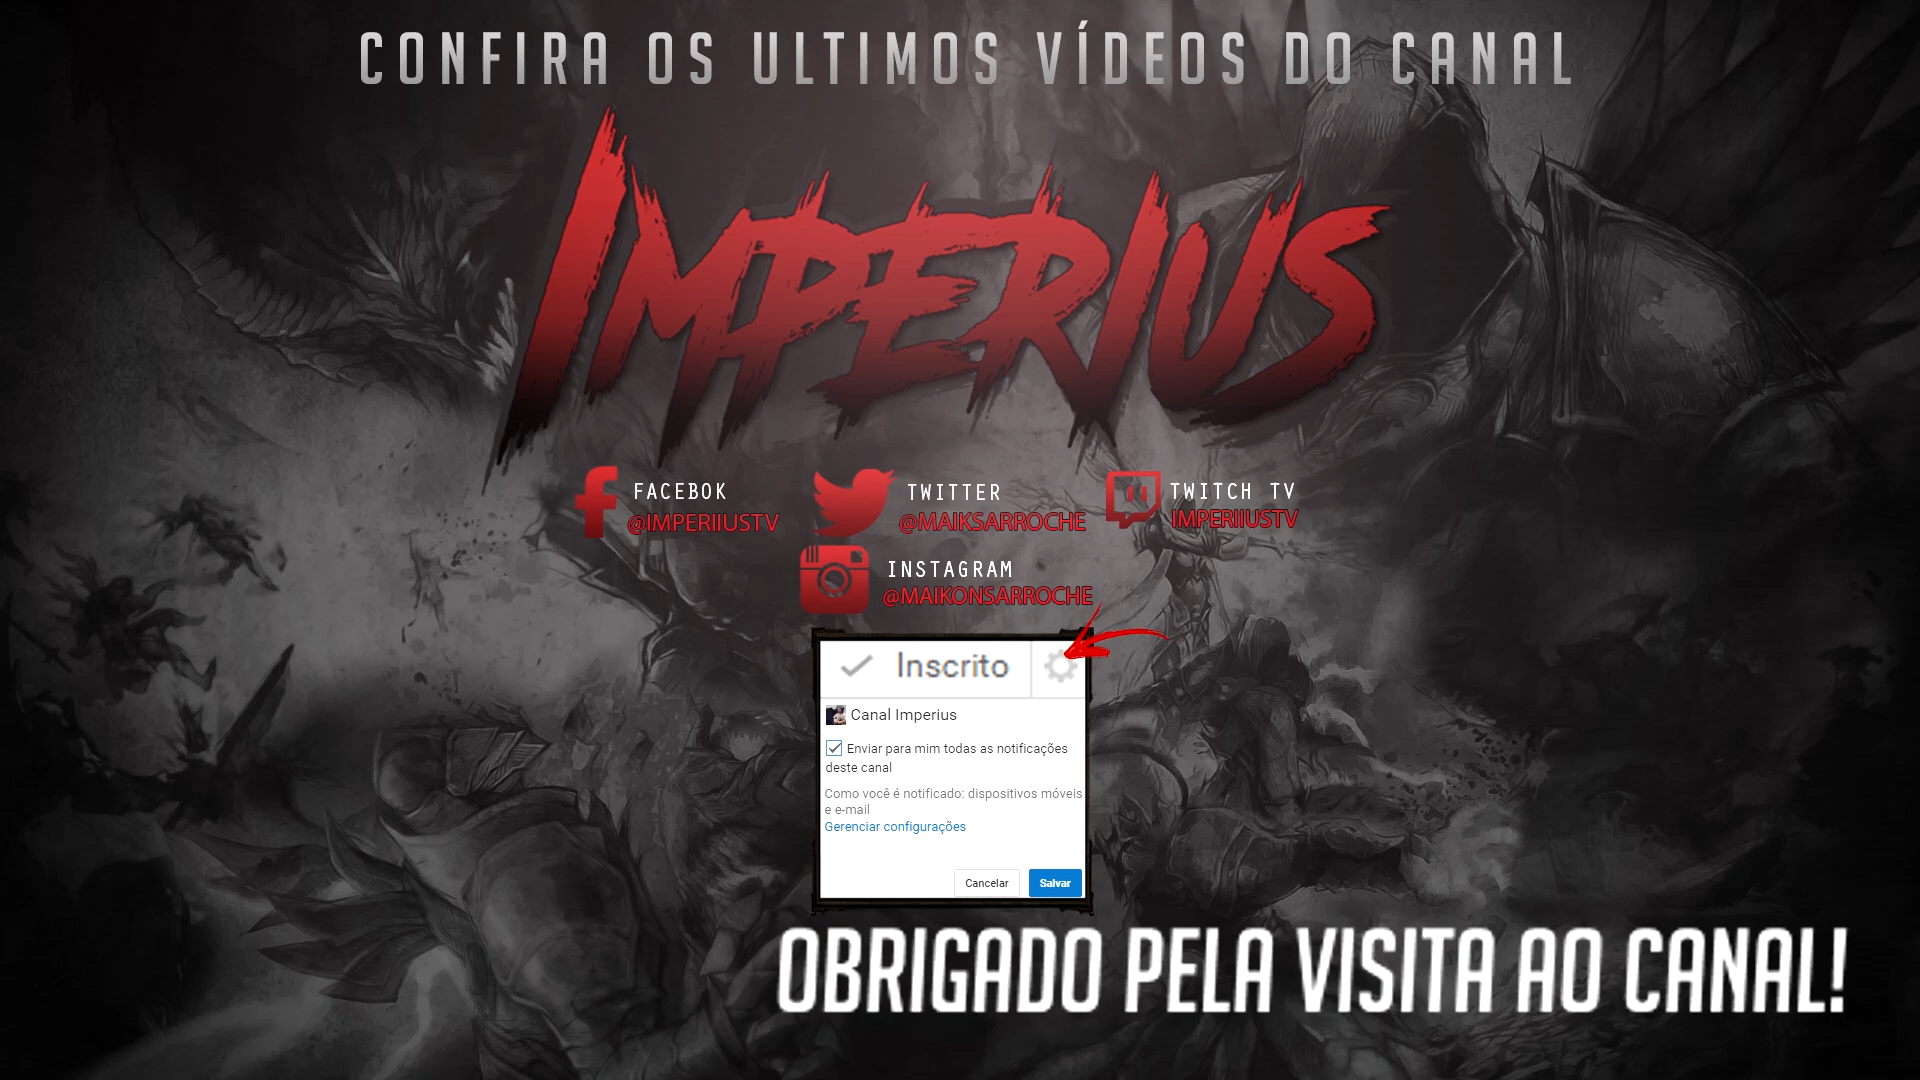 CONFIRA OS ULTIMOS VÍDEOS DO CANAL
IMPERIUS
FACEBOK
@IMPERIIUSTV
TWITTER
@MAIKSARROCHE
TWITCH TV
IMPERIIUSTV
INSTAGRAM
@MAIKONSARROCHE
Inscrito
Canal Imperius
Enviar para mim todas as notificações
deste canal
Como você é notificado: dispositivos móveis
e e-mail
Gerenciar configurações
Cancelar
Salvar
OBRIGADO PELA VISITA AO CANAL!